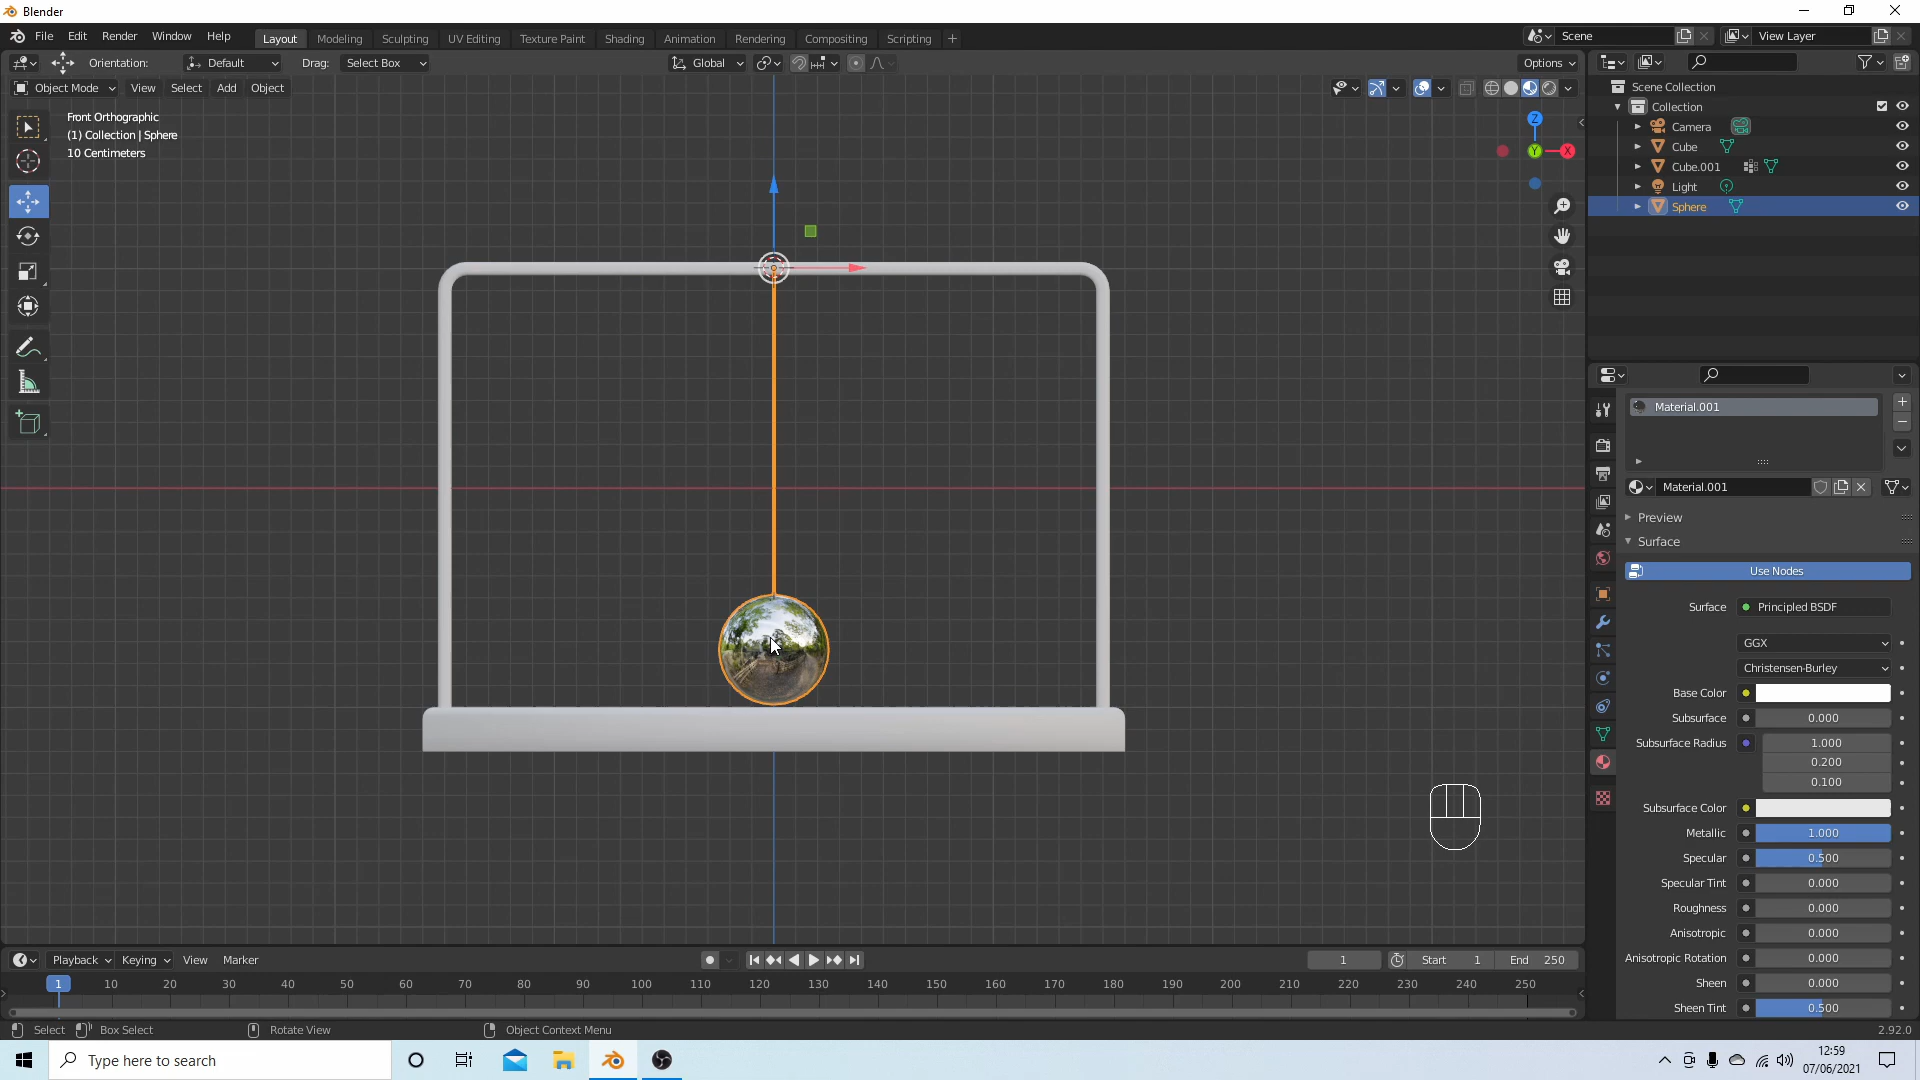 Blender
File Edit Render Window Help
Layout Modeling Sculpting UV Editing Texture Paint Shading Animation Rendering Compositing Scripting
Scene
View Layer
Orientation: Default Drag: Select Box
Global
Options
Object Mode View Select Add Object
Front Orthographic
(1) Collection | Sphere
10 Centimeters
Z
Y
X
Scene Collection
Collection
Camera
Cube
Cube.001
Light
Sphere
Material.001
Material.001
Preview
Surface
Use Nodes
Surface Principled BSDF
GGX
Christensen-Burley
Base Color
Subsurface 0.000
Subsurface Radius 1.000
0.200
0.100
Subsurface Color
Metallic 1.000
Specular 0.500
Specular Tint 0.000
Roughness 0.000
Anisotropic 0.000
Anisotropic Rotation 0.000
Sheen 0.000
Sheen Tint 0.500
Playback Keying View Marker
1 Start 1 End 250
1 10 20 30 40 50 60 70 80 90 100 110 120 130 140 150 160 170 180 190 200 210 220 230 240 250
Select Box Select Rotate View Object Context Menu
2.92.0
Type here to search
12:59
07/06/2021